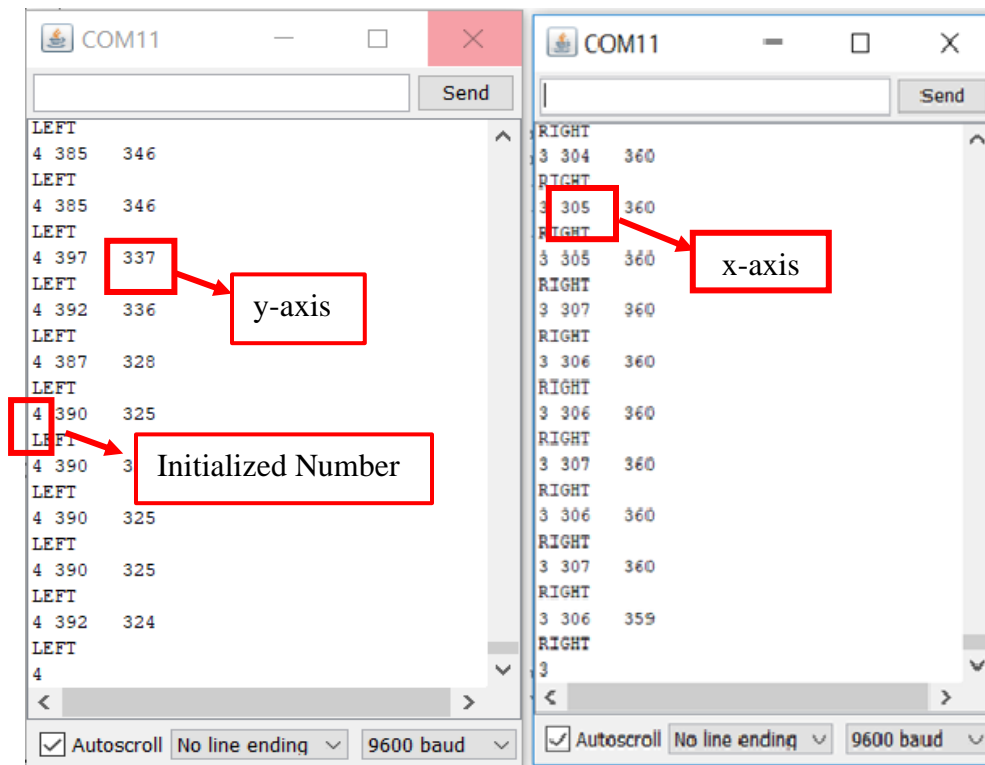 COM11
Send
LEFT
4 385 346
LEFT
4 385 346
LEFT
4 397 337
LEFT
4 392 336
LEFT
4 387 328
LEFT
4 390 325
LEFT
4 390 3
LEFT
4 390 325
LEFT
4 390 325
LEFT
4 392 324
LEFT
4
y-axis
Initialized Number
Autoscroll No line ending 9600 baud
COM11
Send
RIGHT
3 304 360
RIGHT
3 305 360
RIGHT
3 305 360
RIGHT
3 307 360
RIGHT
3 306 360
RIGHT
3 306 360
RIGHT
3 307 360
RIGHT
3 306 360
RIGHT
3 307 360
RIGHT
3 306 359
RIGHT
3
x-axis
Autoscroll No line ending 9600 baud